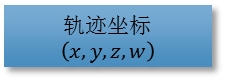 轨迹坐标
(x, y, z, w)